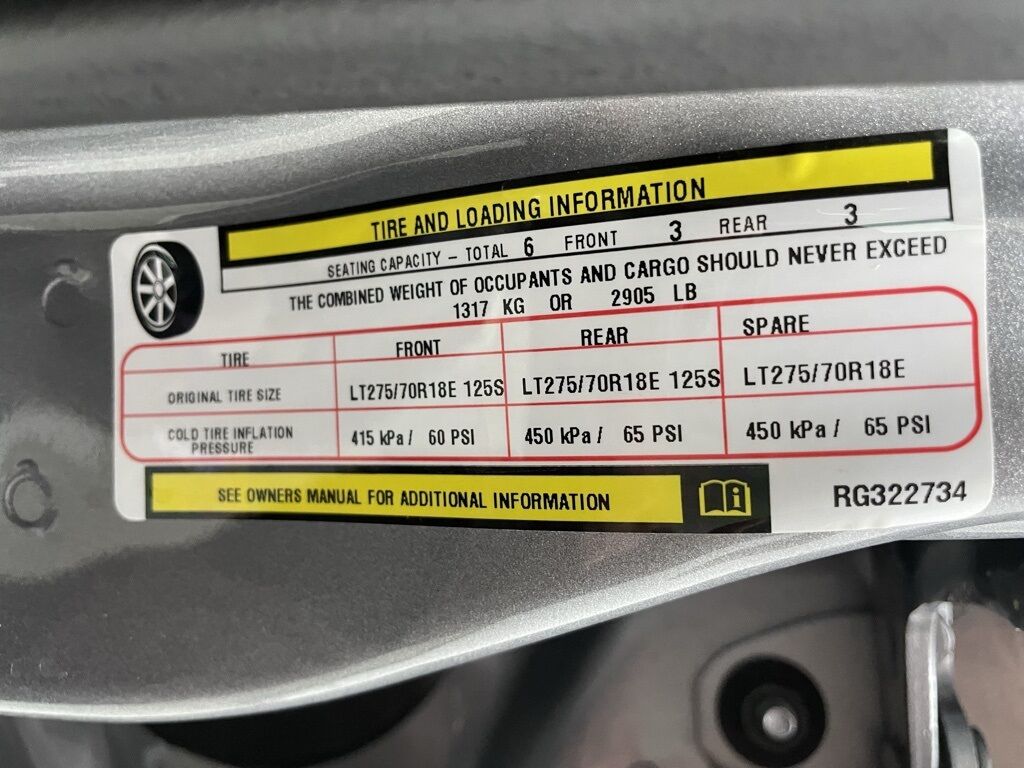 TIRE AND LOADING INFORMATION
SEATING CAPACITY – TOTAL 6 FRONT 3 REAR 3
THE COMBINED WEIGHT OF OCCUPANTS AND CARGO SHOULD NEVER EXCEED
1317 KG OR 2905 LB
TIRE FRONT REAR SPARE
ORIGINAL TIRE SIZE LT275/70R18E 125S LT275/70R18E 125S LT275/70R18E
COLD TIRE INFLATION PRESSURE 415 kPa / 60 PSI 450 kPa / 65 PSI 450 kPa / 65 PSI
SEE OWNERS MANUAL FOR ADDITIONAL INFORMATION
RG322734